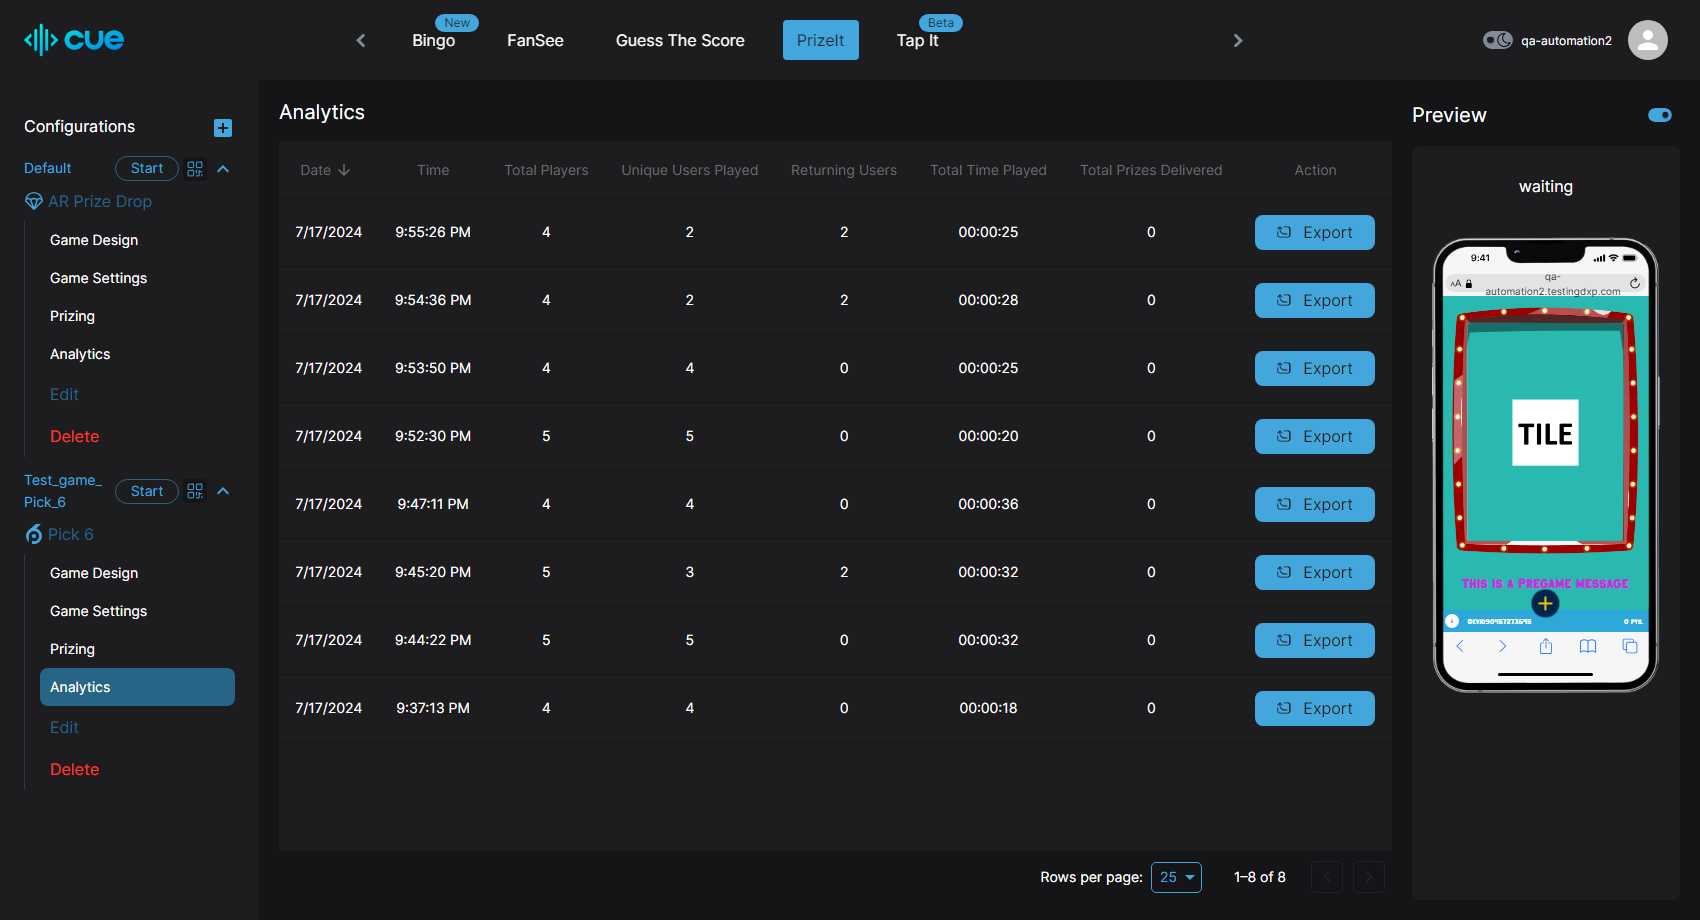 cue
New
Bingo
FanSee
Guess The Score
PrizeIt
Beta
Tap It
qa-automation2
Configurations
Default
Start
AR Prize Drop
Game Design
Game Settings
Prizing
Analytics
Edit
Delete
Test_game_
Pick_6
Start
Pick 6
Game Design
Game Settings
Prizing
Analytics
Edit
Delete
Analytics
Date Time Total Players Unique Users Played Returning Users Total Time Played Total Prizes Delivered Action
7/17/2024 9:55:26 PM 4 2 2 00:00:25 0 Export
7/17/2024 9:54:36 PM 4 2 2 00:00:28 0 Export
7/17/2024 9:53:50 PM 4 4 0 00:00:25 0 Export
7/17/2024 9:52:30 PM 5 5 0 00:00:20 0 Export
7/17/2024 9:47:11 PM 4 4 0 00:00:36 0 Export
7/17/2024 9:45:20 PM 5 3 2 00:00:32 0 Export
7/17/2024 9:44:22 PM 5 5 0 00:00:32 0 Export
7/17/2024 9:37:13 PM 4 4 0 00:00:18 0 Export
Rows per page: 25 1–8 of 8
Preview
waiting
9:41
AA
qa-
automation2.testingdxp.com
TILE
THIS IS A PREGAME MESSAGE
0 PTS.